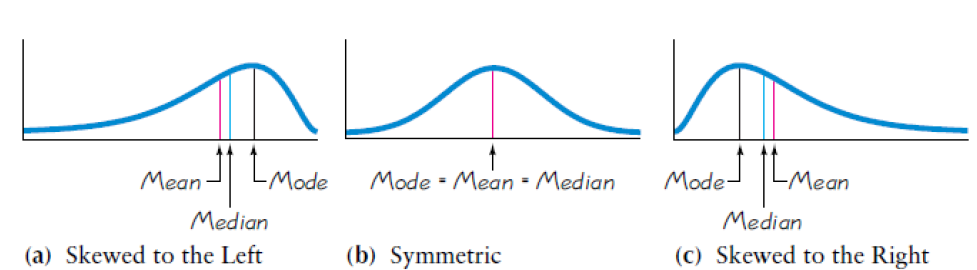 Mean Mode Mode = Mean = Median Mode Mean
Median Median
(a) Skewed to the Left (b) Symmetric (c) Skewed to the Right